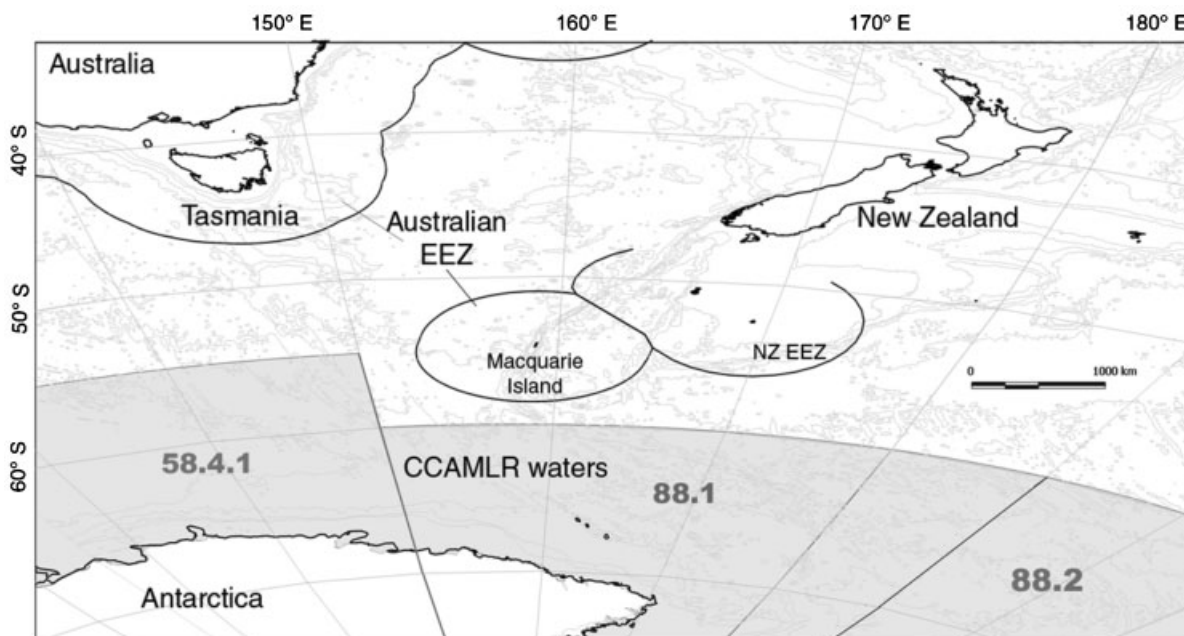 150° E
160° E
170° E
180° E
Australia
40° S
Tasmania
Australian
EEZ
New Zealand
50° S
Macquarie
Island
NZ EEZ
0
1000 km
60° S
58.4.1
CCAMLR waters
88.1
88.2
Antarctica